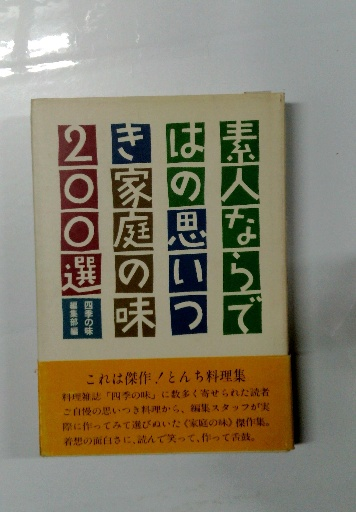 素人ならで
はの思いつ
き家庭の味
200選
四季の味
編集部編
これは傑作!とんち料理集
料理雑誌「四季の味」に数多く寄せられた読者
ご自慢の思いつき料理から、編集スタッフが実
際に作ってみて選びぬいた《家庭の味》傑作集。
着想の面白さに、読んで笑って、作って舌鼓。